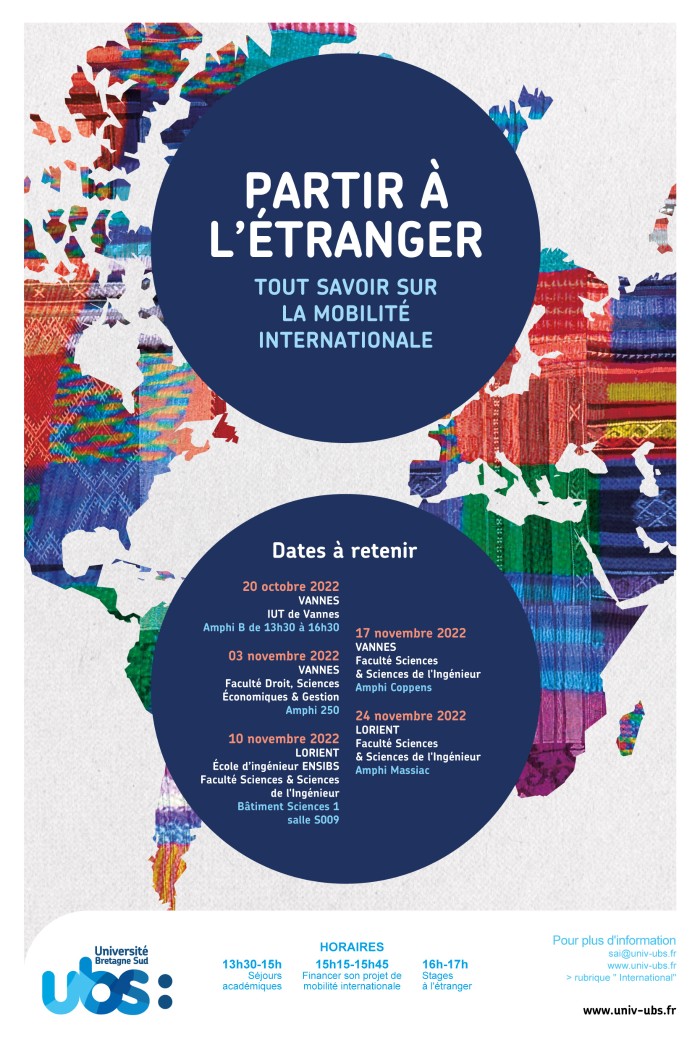 PARTIR À
L'ÉTRANGER
TOUT SAVOIR SUR
LA MOBILITÉ
INTERNATIONALE
Dates à retenir
20 octobre 2022
VANNES
IUT de Vannes
Amphi B de 13h30 à 16h30
03 novembre 2022
VANNES
Faculté Droit, Sciences
Économiques & Gestion
Amphi 250
10 novembre 2022
LORIENT
École d'ingénieur ENSIBS
Faculté Sciences & Sciences
de l'Ingénieur
Bâtiment Sciences 1
salle S009
17 novembre 2022
VANNES
Faculté Sciences
& Sciences de l'Ingénieur
Amphi Coppens
24 novembre 2022
LORIENT
Faculté Sciences
& Sciences de l'Ingénieur
Amphi Massiac
Université
Bretagne Sud
ubs:
HORAIRES
13h30-15h
Séjours
académiques
15h15-15h45
Financer son projet de
mobilité internationale
16h-17h
Stages
à l'étranger
Pour plus d'information
sai@univ-ubs.fr
www.univ-ubs.fr
> rubrique " International"
www.univ-ubs.fr